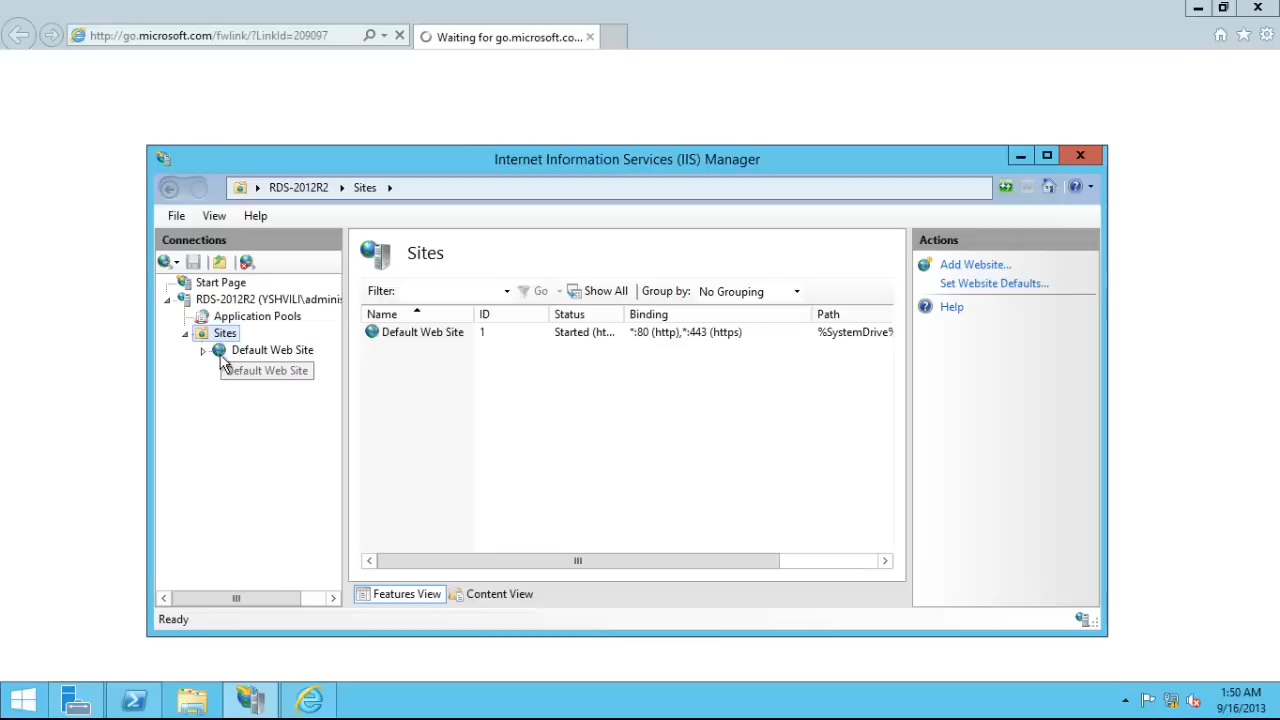 http://go.microsoft.com/fwlink/?LinkId=209097
Waiting for go.microsoft.co...
Internet Information Services (IIS) Manager
RDS-2012R2
Sites
File
View
Help
Connections
Start Page
RDS-2012R2 (YSHVILI\adminis
Application Pools
Sites
Default Web Site
Default Web Site
Sites
Filter:
Go
Show All
Group by:
No Grouping
Name
ID
Status
Binding
Path
Default Web Site
1
Started (ht...
*:80 (http),*:443 (https)
%SystemDrive%
Features View
Content View
Actions
Add Website...
Set Website Defaults...
Help
Ready
1:50 AM
9/16/2013